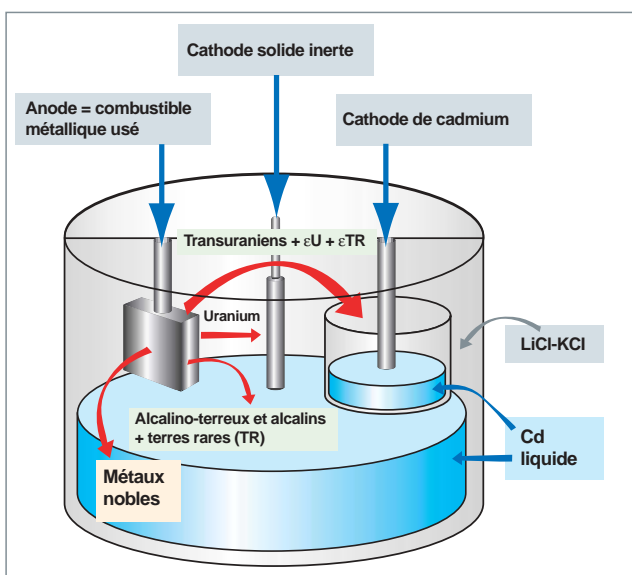 Cathode solide inerte
Anode = combustible
métallique usé
Cathode de cadmium
Transuraniens + εU + εTR
Uranium
LiCl-KCl
Alcalino-terreux et alcalins
+ terres rares (TR)
Cd
liquide
Métaux
nobles